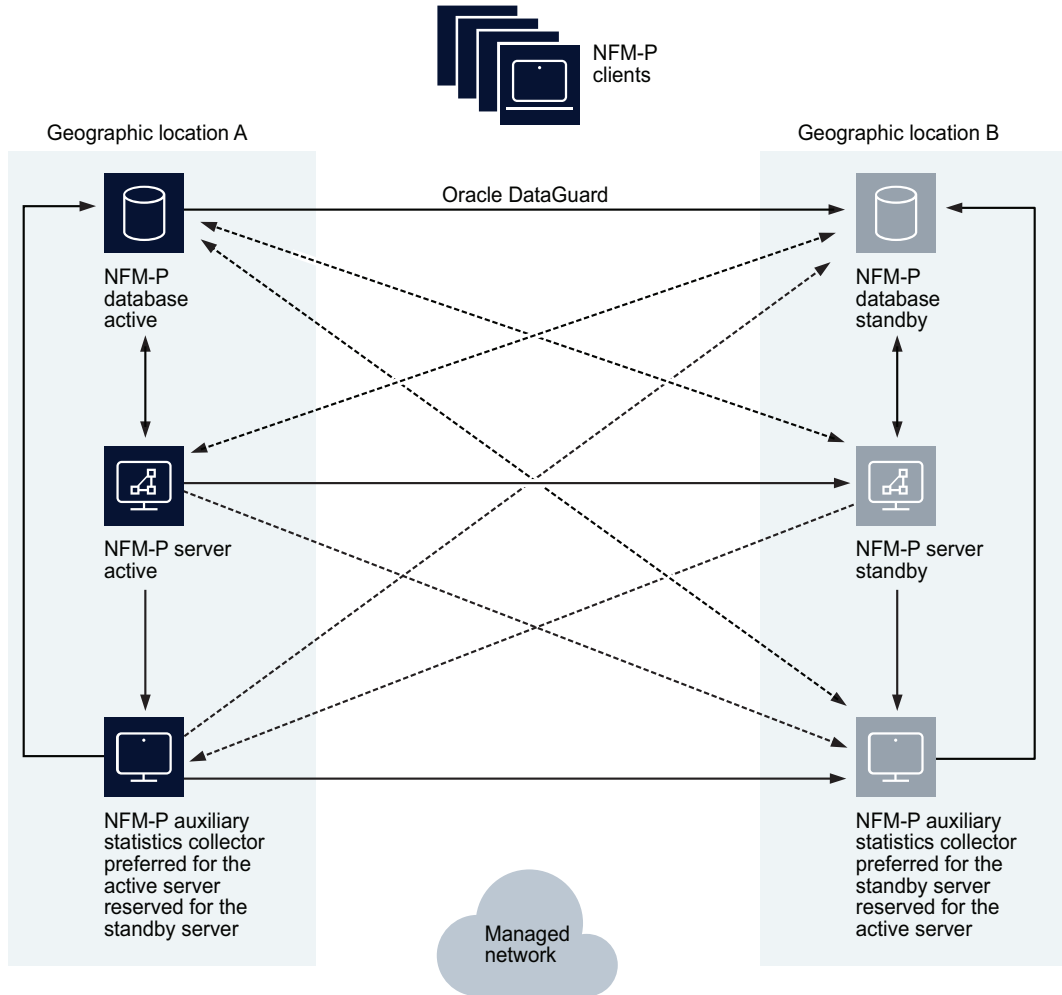 NFM-P
clients
Geographic location A
Geographic location B
Oracle DataGuard
NFM-P
database
active
NFM-P
database
standby
NFM-P server
active
NFM-P server
standby
NFM-P auxiliary
statistics collector
preferred for the
active server
reserved for the
standby server
NFM-P auxiliary
statistics collector
preferred for the
standby server
reserved for the
active server
Managed
network